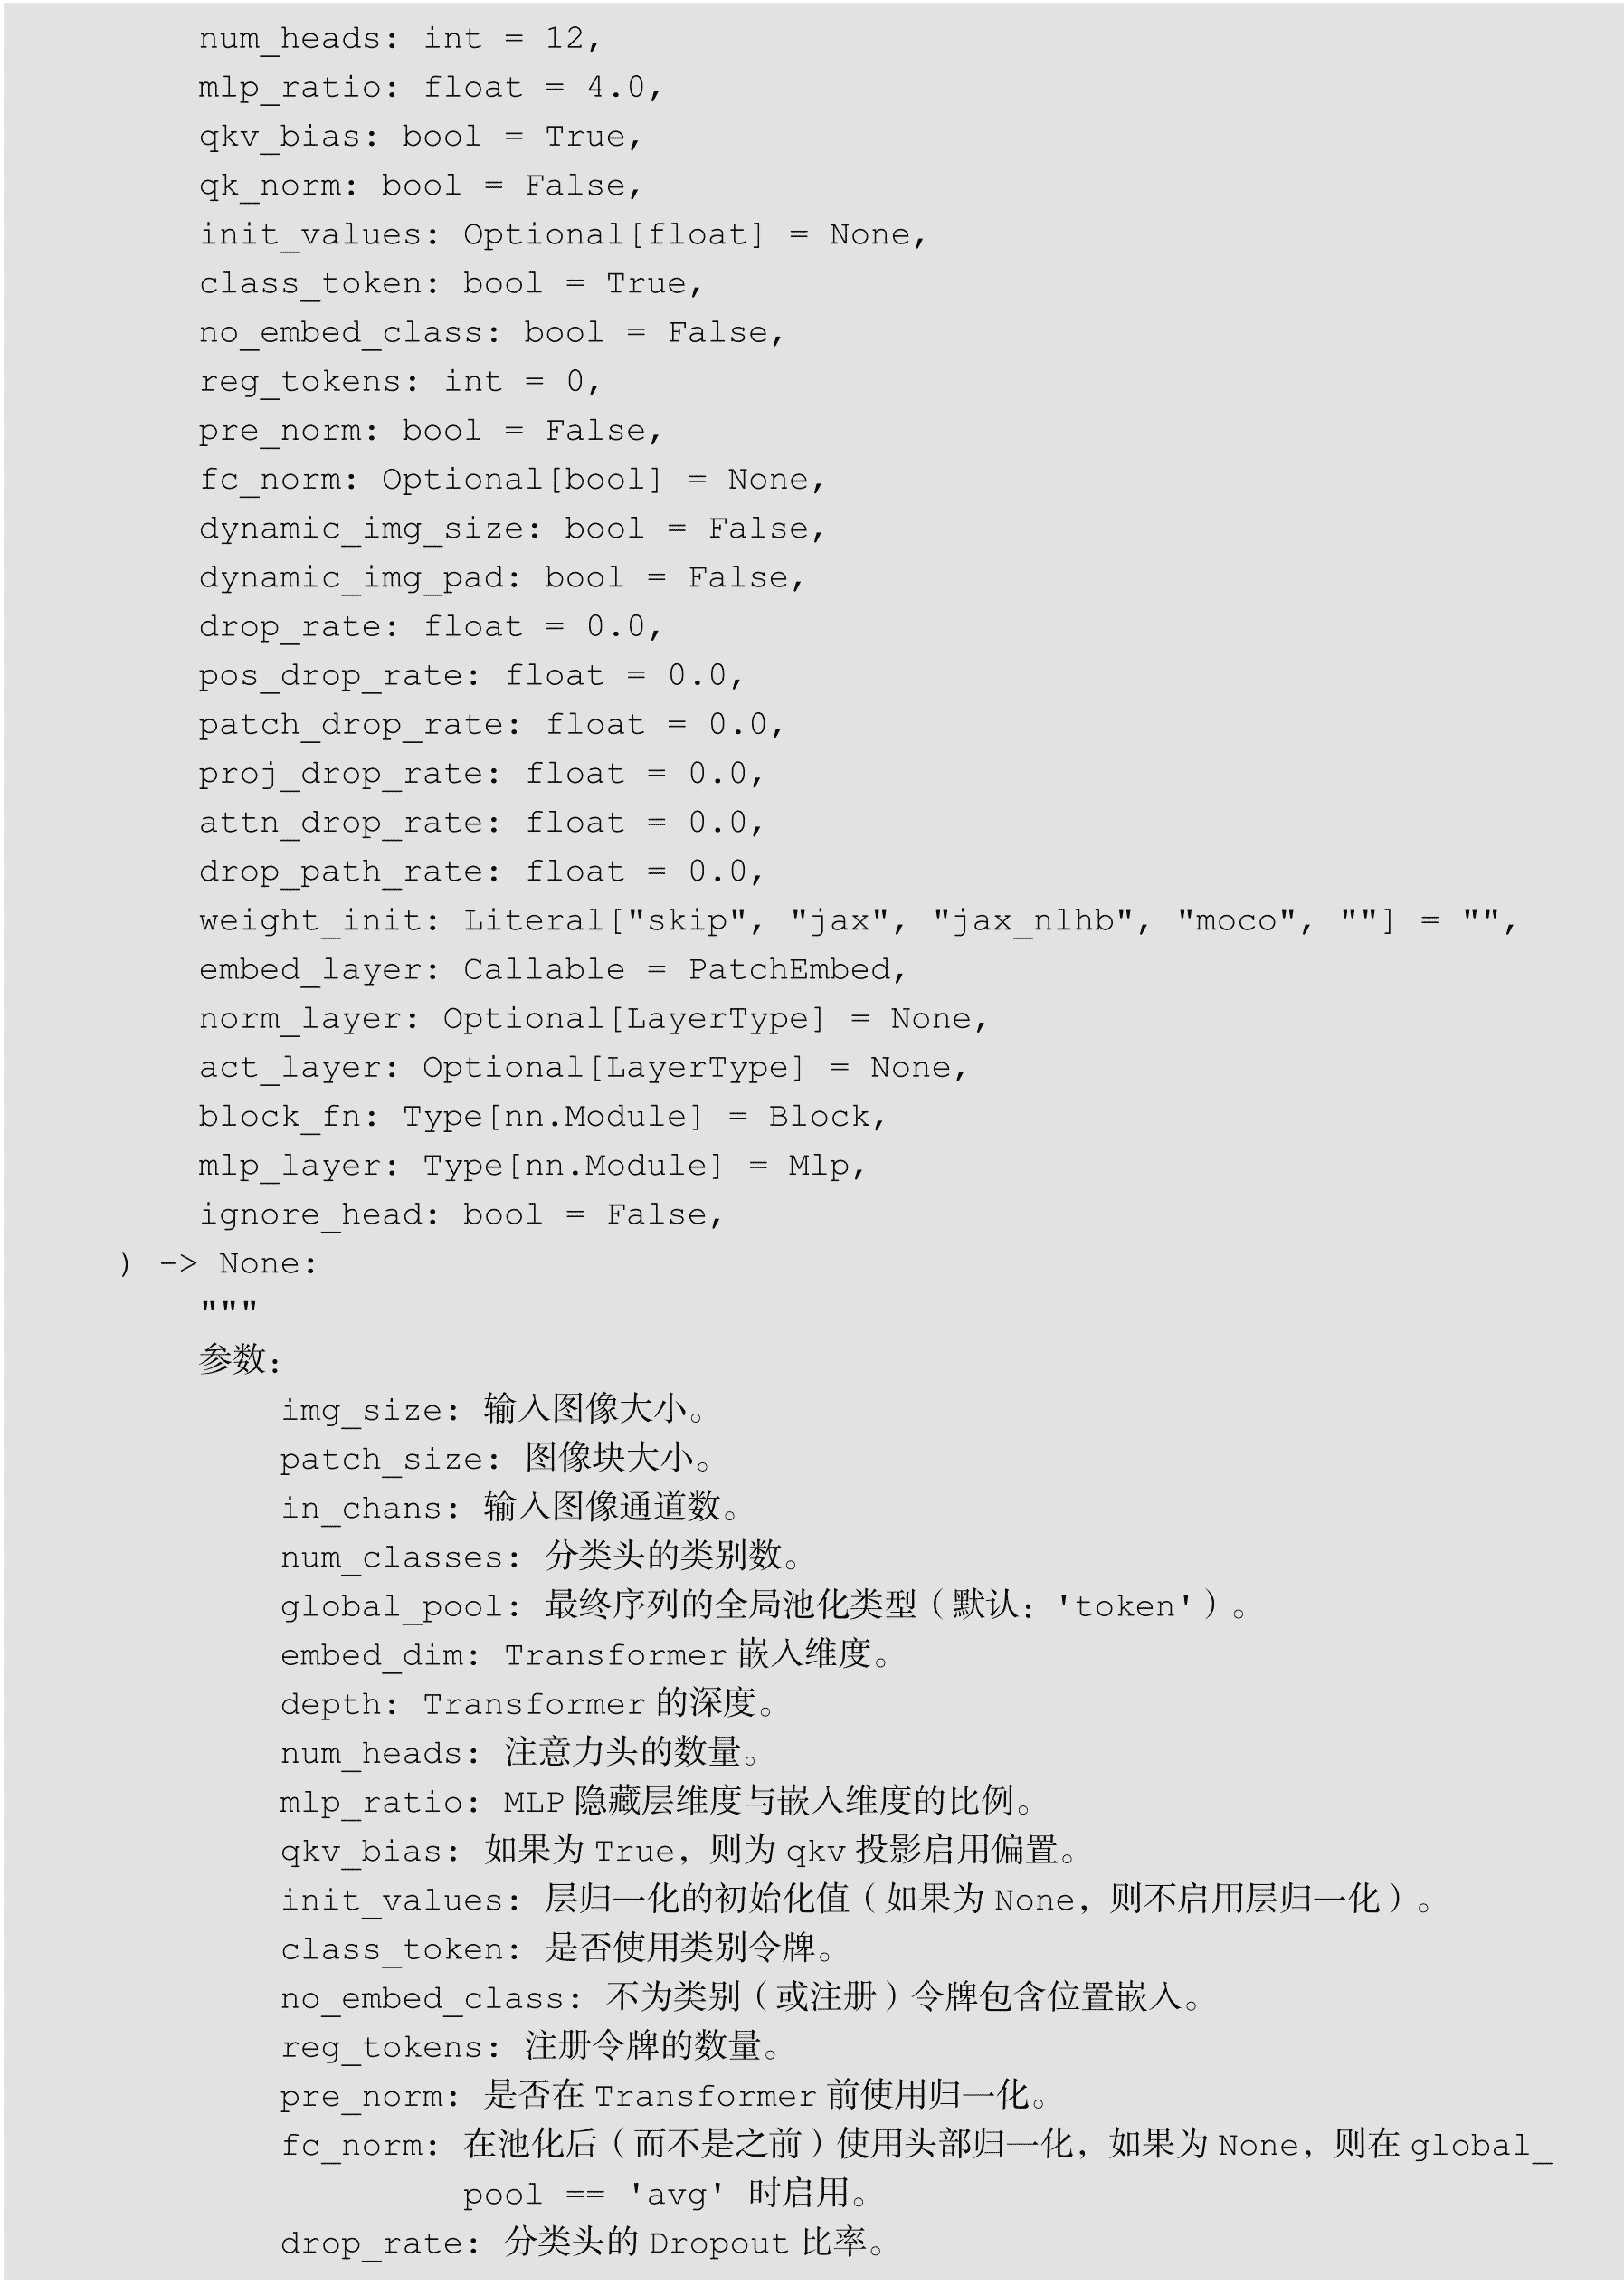 num_heads: int = 12,
mlp_ratio: float = 4.0,
qkv_bias: bool = True,
qk_norm: bool = False,
init_values: Optional[float] = None,
class_token: bool = True,
no_embed_class: bool = False,
reg_tokens: int = 0,
pre_norm: bool = False,
fc_norm: Optional[bool] = None,
dynamic_img_size: bool = False,
dynamic_img_pad: bool = False,
drop_rate: float = 0.0,
pos_drop_rate: float = 0.0,
patch_drop_rate: float = 0.0,
proj_drop_rate: float = 0.0,
attn_drop_rate: float = 0.0,
drop_path_rate: float = 0.0,
weight_init: Literal["skip", "jax", "jax_nlhb", "moco", ""] = "",
embed_layer: Callable = PatchEmbed,
norm_layer: Optional[LayerType] = None,
act_layer: Optional[LayerType] = None,
block_fn: Type[nn.Module] = Block,
mlp_layer: Type[nn.Module] = Mlp,
ignore_head: bool = False,
) -> None:
"""
参数：
img_size: 输入图像大小。
patch_size: 图像块大小。
in_chans: 输入图像通道数。
num_classes: 分类头的类别数。
global_pool: 最终序列的全局池化类型（默认：'token'）。
embed_dim: Transformer 嵌入维度。
depth: Transformer 的深度。
num_heads: 注意力头的数量。
mlp_ratio: MLP 隐藏层维度与嵌入维度的比例。
qkv_bias: 如果为 True，则为 qkv 投影启用偏置。
init_values: 层归一化的初始化值（如果为 None，则不启用层归一化）。
class_token: 是否使用类别令牌。
no_embed_class: 不为类别（或注册）令牌包含位置嵌入。
reg_tokens: 注册令牌的数量。
pre_norm: 是否在 Transformer 前使用归一化。
fc_norm: 在池化后（而不是之前）使用头部归一化，如果为 None，则在 global_
pool == 'avg' 时启用。
drop_rate: 分类头的 Dropout 比率。